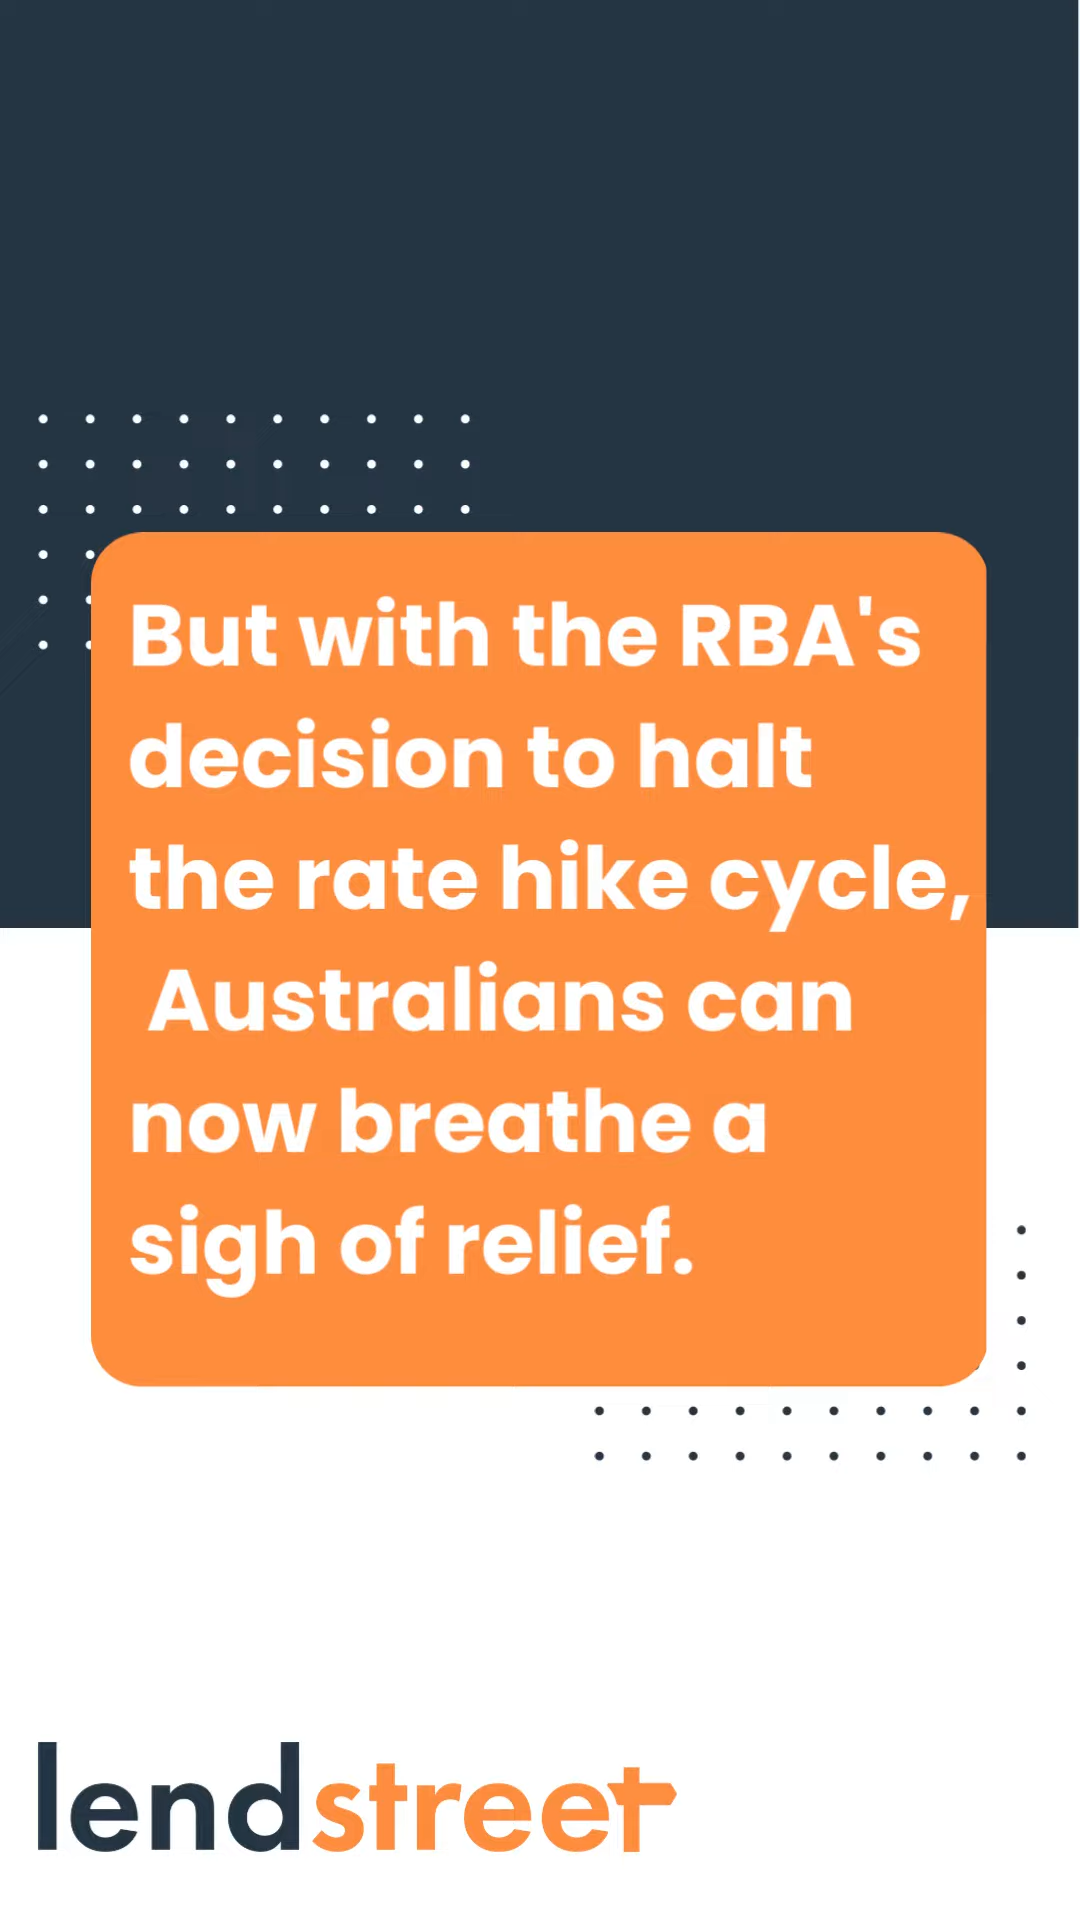 But with the RBA's
decision to halt
the rate hike cycle,
Australians can
now breathe a
sigh of relief.
lendstreet